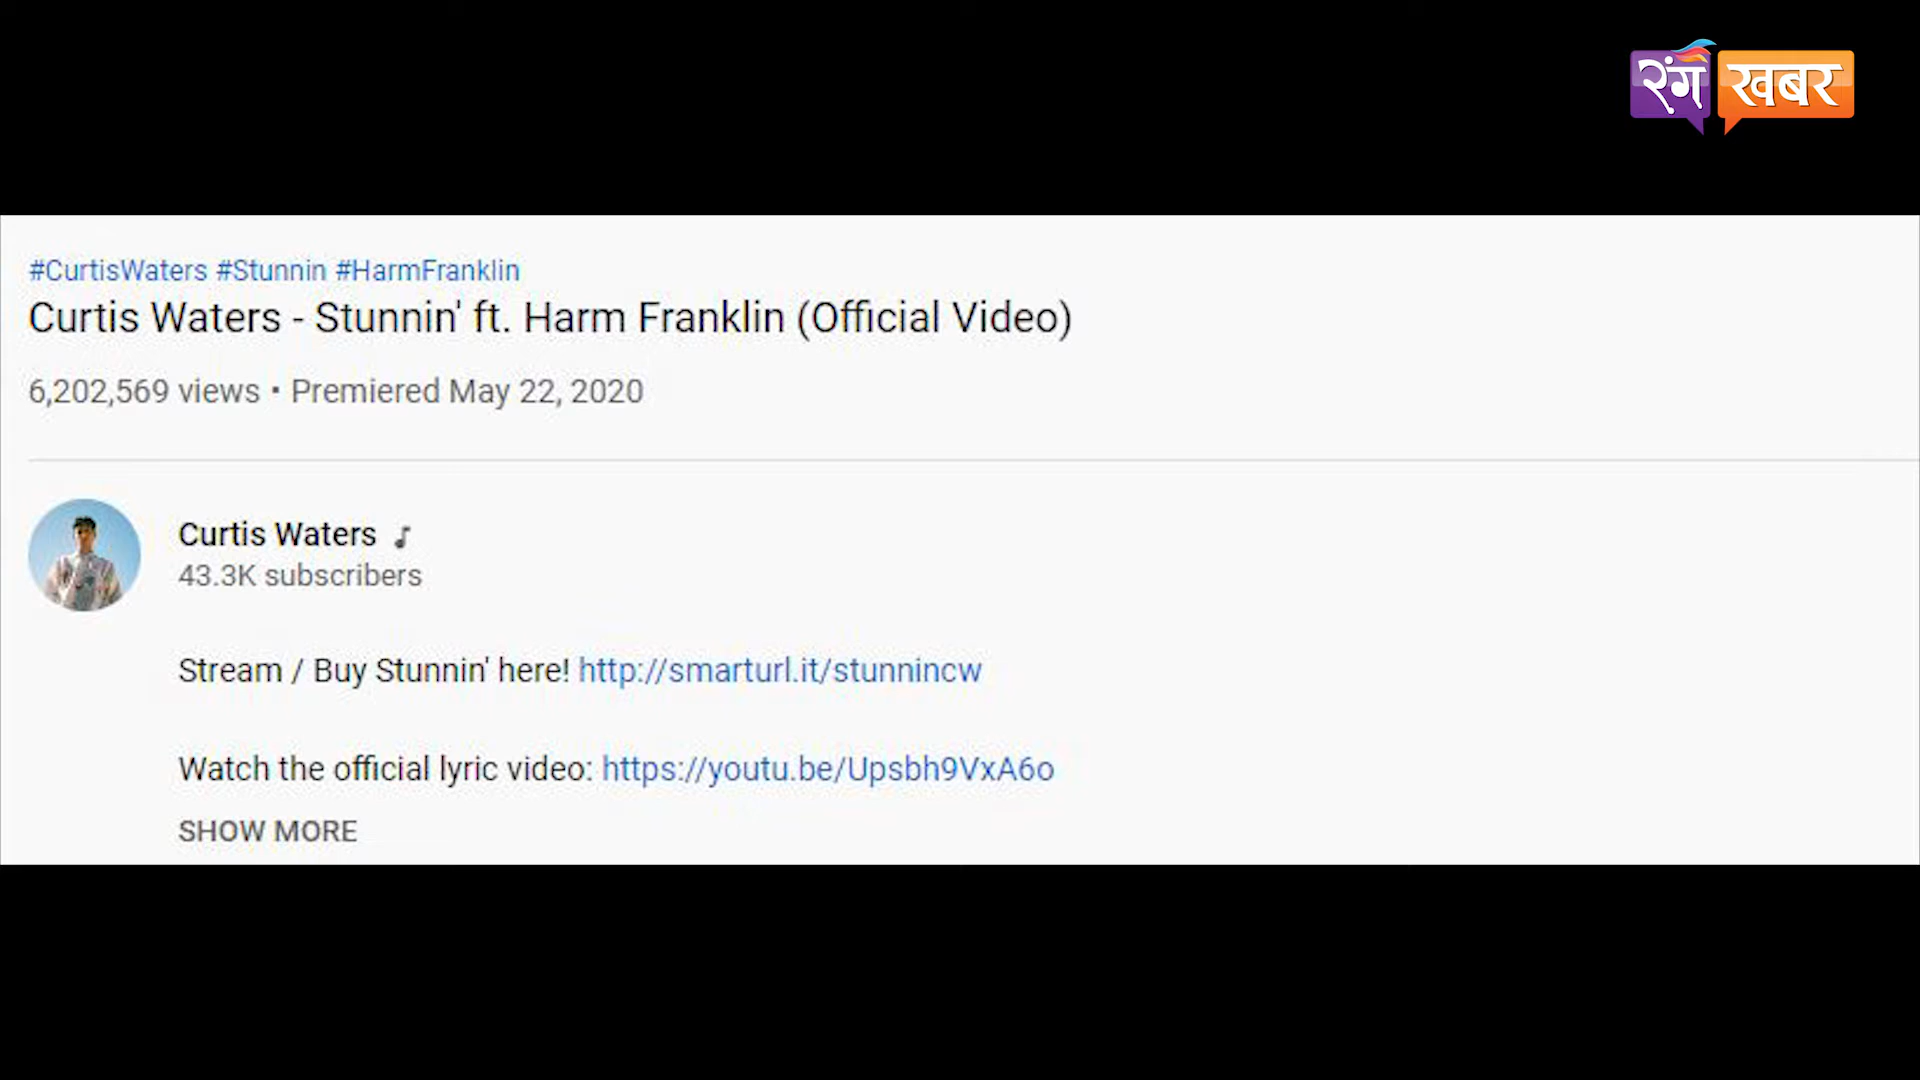 रंग खबर
#CurtisWaters #Stunnin #HarmFranklin
Curtis Waters - Stunnin' ft. Harm Franklin (Official Video)
6,202,569 views • Premiered May 22, 2020
Curtis Waters
43.3K subscribers
Stream / Buy Stunnin' here! http://smarturl.it/stunnincw
Watch the official lyric video: https://youtu.be/Upsbh9VxA6o
SHOW MORE